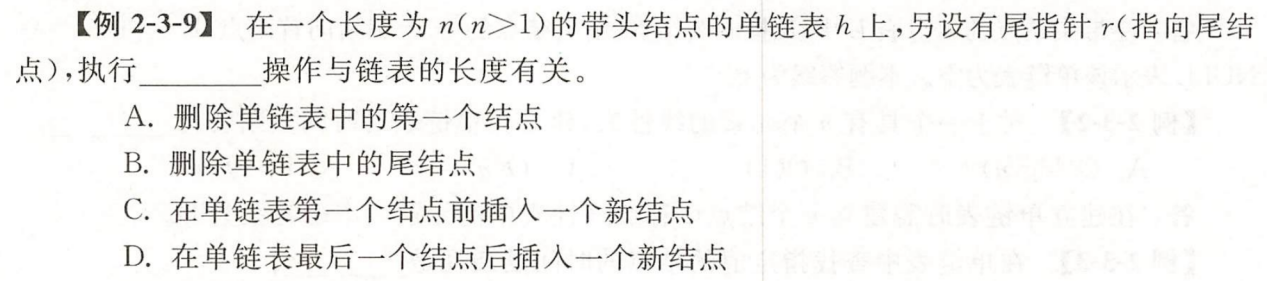 【例 2-3-9】 在一个长度为 n(n>1)的带头结点的单链表 h 上,另设有尾指针 r(指向尾结
点),执行________操作与链表的长度有关。
A. 删除单链表中的第一个结点
B. 删除单链表中的尾结点
C. 在单链表第一个结点前插入一个新结点
D. 在单链表最后一个结点后插入一个新结点